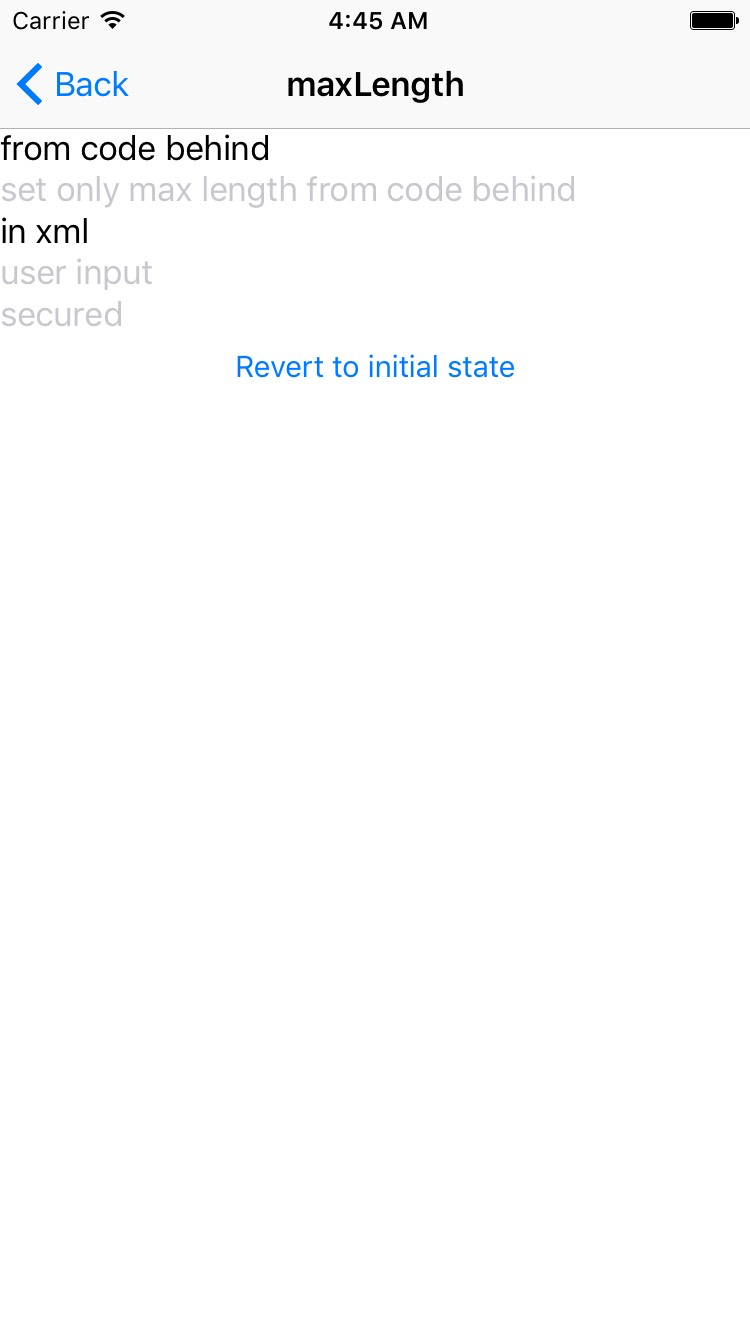 Carrier 4:45 AM
Back maxLength
from code behind
set only max length from code behind
in xml
user input
secured
Revert to initial state